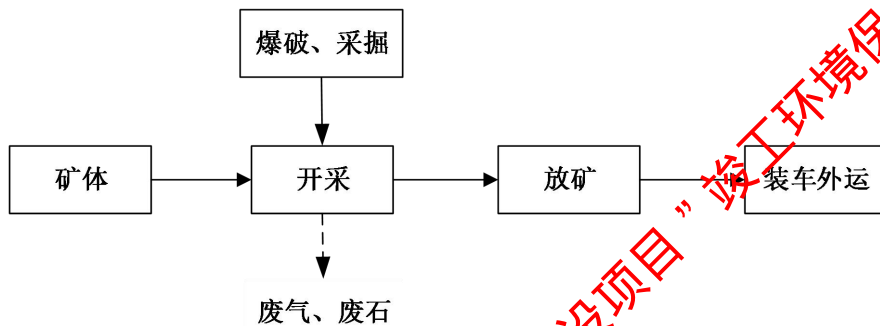 爆破、采掘
矿体
开采
放矿
装车外运
废气、废石
设项目”竣工环境保